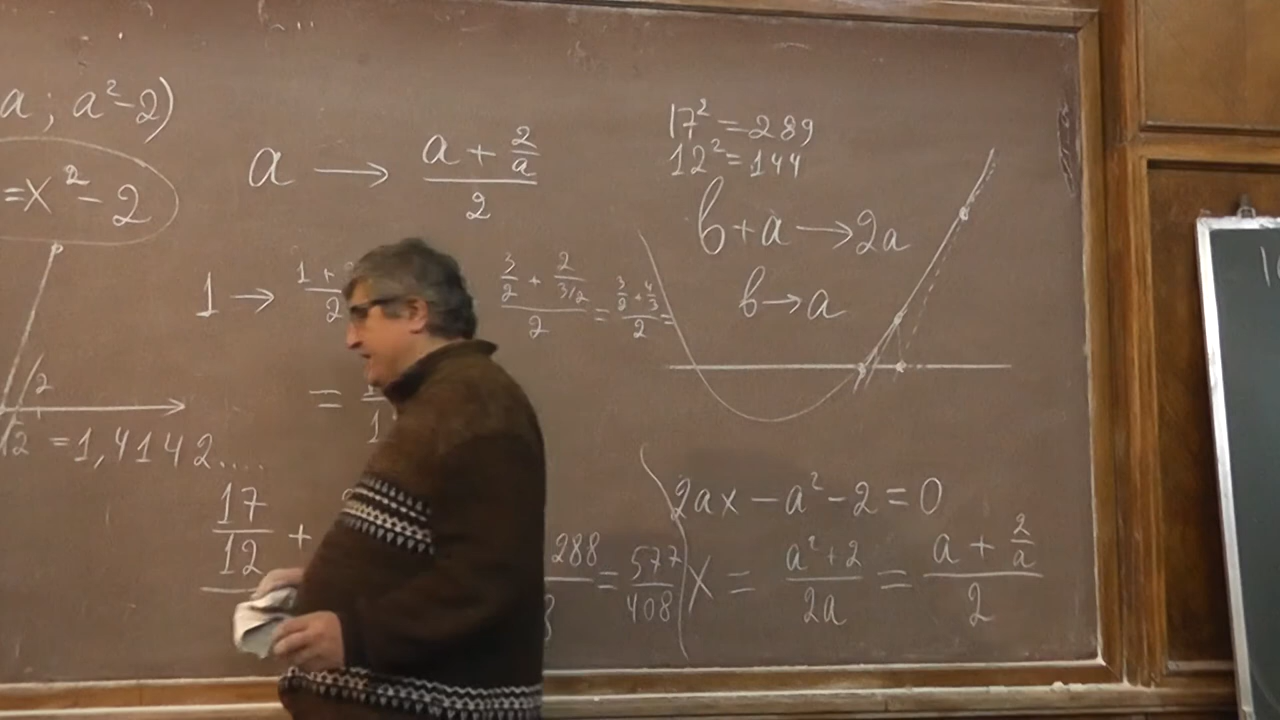 a; a²-2)
=x²-2
a → (a + 2/a)/2
17² = 289
12² = 144
b+a → 2a
b → a
1 → 1+
2
(3/2 + 2/(3/2))/2 = (3/2 + 4/3)/2 =
=
2
√2 = 1,4142....
17/12 +
2ax - a² - 2 = 0
288
= 577/408
x = (a²+2)/2a = (a + 2/a)/2